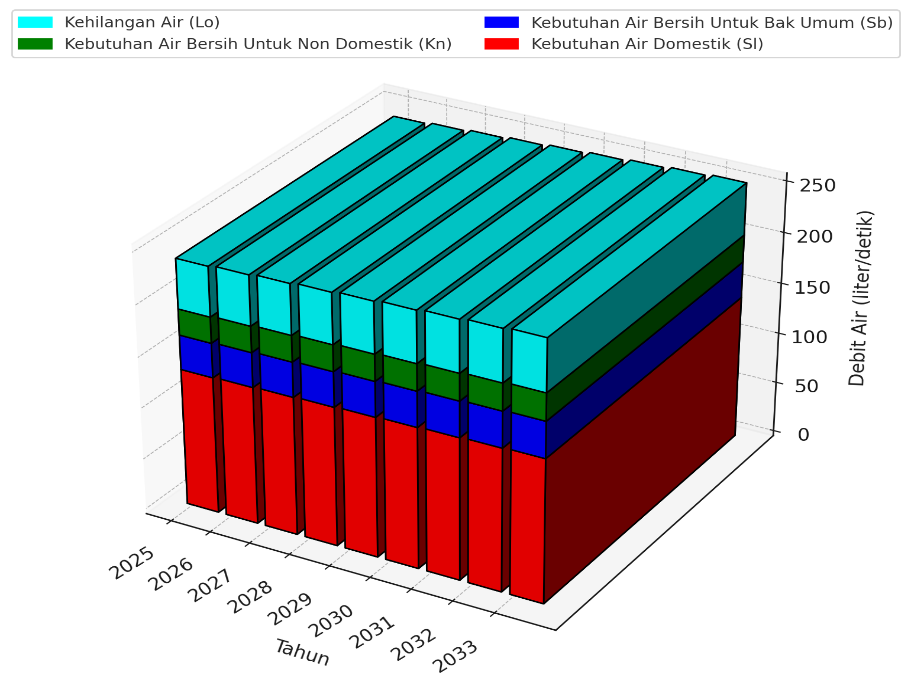 Kehilangan Air (Lo)
Kebutuhan Air Bersih Untuk Non Domestik (Kn)
Kebutuhan Air Bersih Untuk Bak Umum (Sb)
Kebutuhan Air Domestik (Sl)
250
200
150
100
50
0
Debit Air (liter/detik)
2025
2026
2027
2028
2029
2030
2031
2032
2033
Tahun